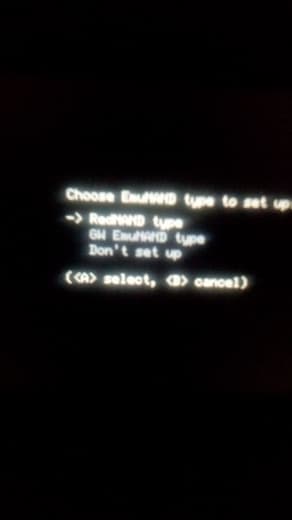 Choose EmuNAND type to set up
-> RedNAND type
GW EmuNAND type
Don't set up
(<A> select, <B> cancel)